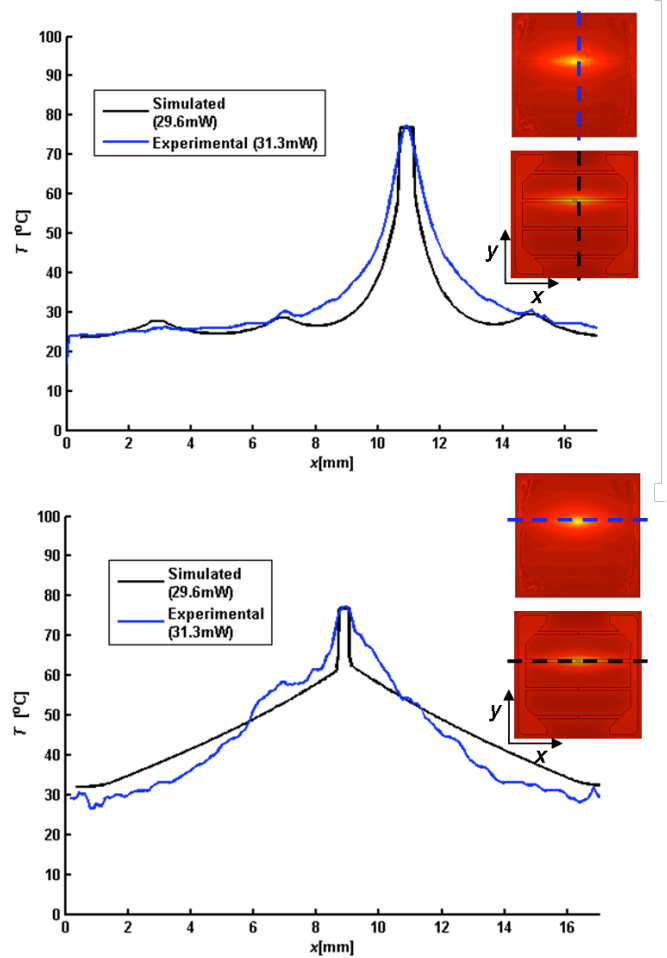 100
90
80
70
60
50
40
30
20
10
0
T [ºC]
Simulated
(29.6mW)
Experimental (31.3mW)
y
x
0 2 4 6 8 10 12 14 16
x[mm]
100
90
80
70
60
50
40
30
20
10
0
T [ºC]
Simulated
(29.6mW)
Experimental
(31.3mW)
y
x
0 2 4 6 8 10 12 14 16
x[mm]